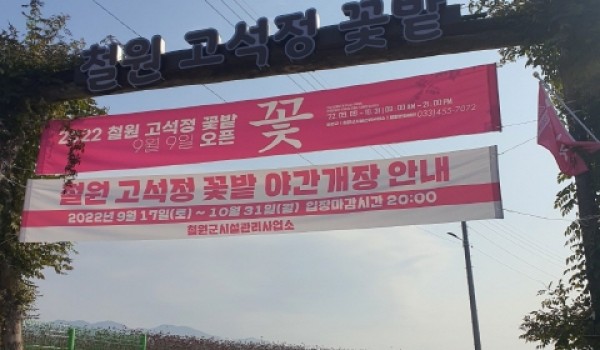 철원 고석정 꽃밭
2022 철원 고석정 꽃밭
9월 9일 오픈
꽃
(033)455-7072
철원 고석정 꽃밭 야간개장 안내
2022년 9월 17일(토) ~ 10월 31일(월) 입장마감시간 20:00
철원군시설관리사업소